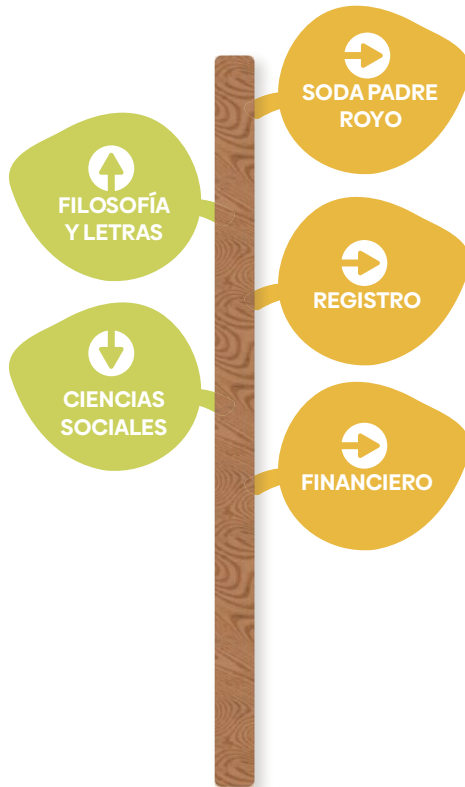 SODA PADRE
ROYO
FILOSOFÍA
Y LETRAS
REGISTRO
CIENCIAS
SOCIALES
FINANCIERO